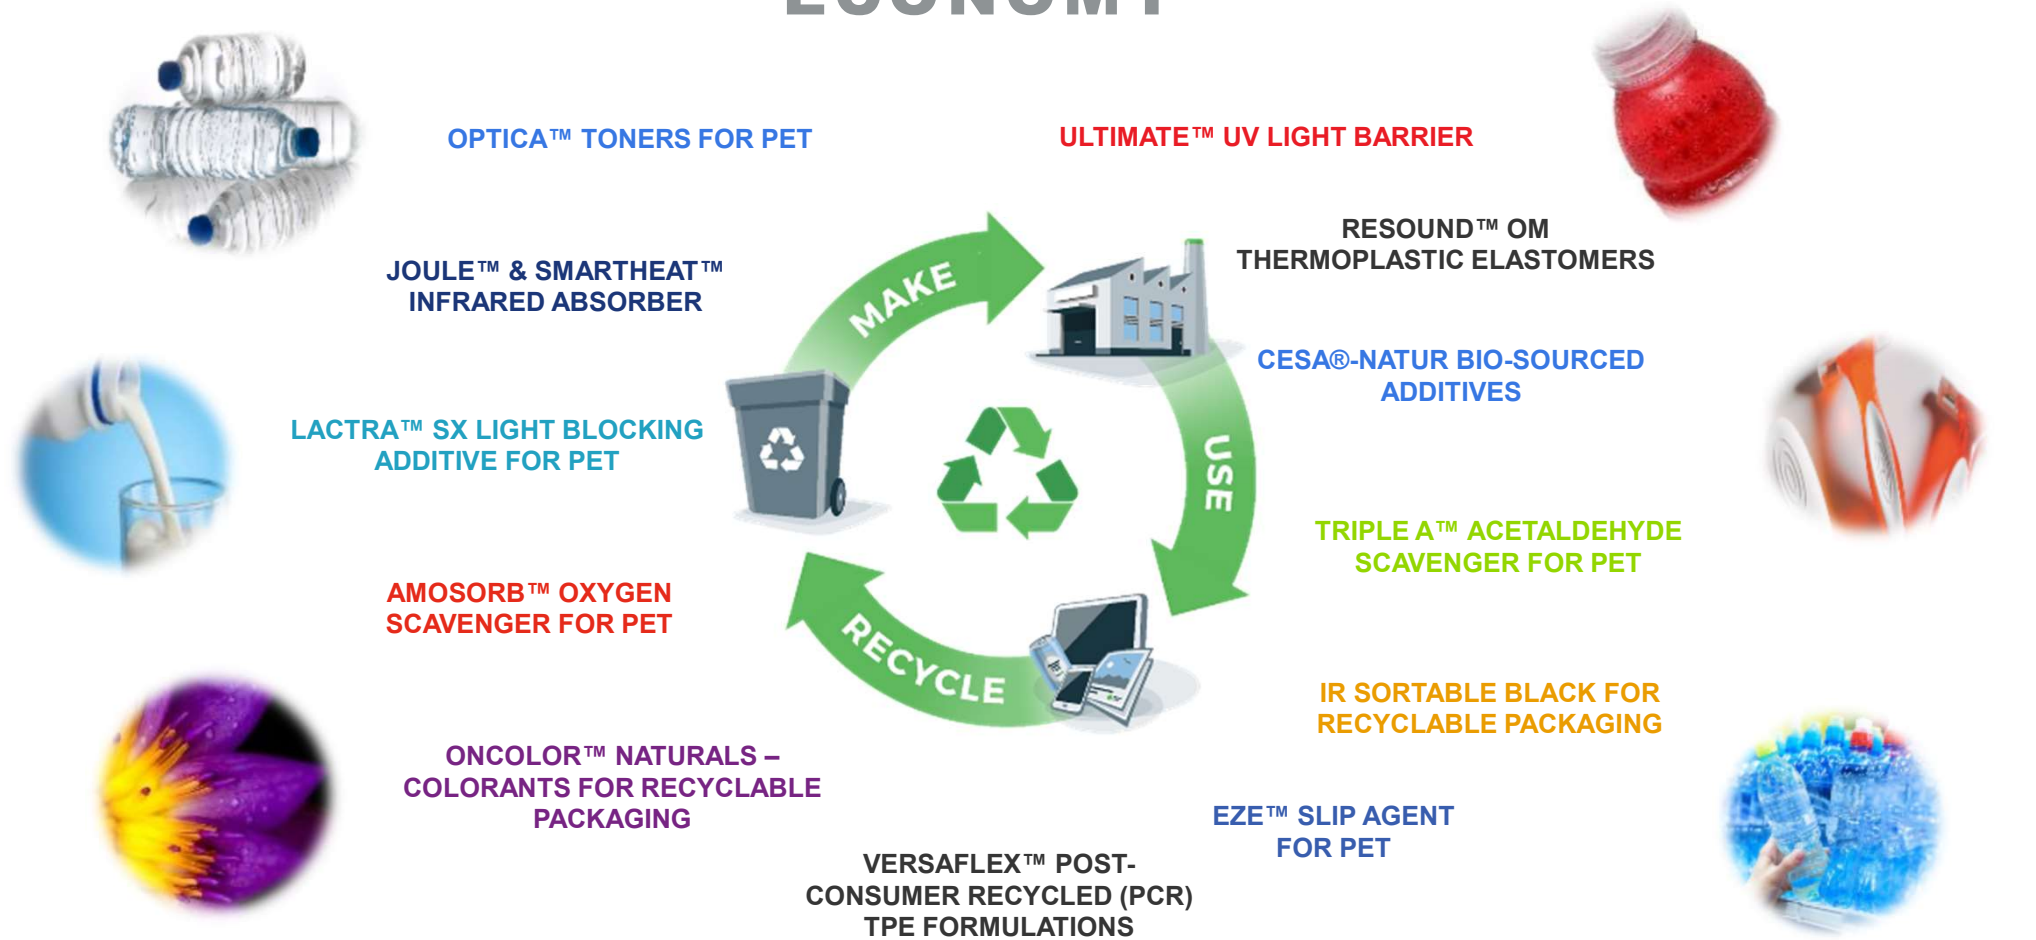 ECONOMY
OPTICA™ TONERS FOR PET
ULTIMATE™ UV LIGHT BARRIER
RESOUND™ OM
THERMOPLASTIC ELASTOMERS
JOULE™ & SMARTHEAT™
INFRARED ABSORBER
MAKE
CESA®-NATUR BIO-SOURCED
ADDITIVES
LACTRA™ SX LIGHT BLOCKING
ADDITIVE FOR PET
USE
TRIPLE A™ ACETALDEHYDE
SCAVENGER FOR PET
AMOSORB™ OXYGEN
SCAVENGER FOR PET
RECYCLE
IR SORTABLE BLACK FOR
RECYCLABLE PACKAGING
ONCOLOR™ NATURALS –
COLORANTS FOR RECYCLABLE
PACKAGING
EZE™ SLIP AGENT
FOR PET
VERSAFLEX™ POST-
CONSUMER RECYCLED (PCR)
TPE FORMULATIONS